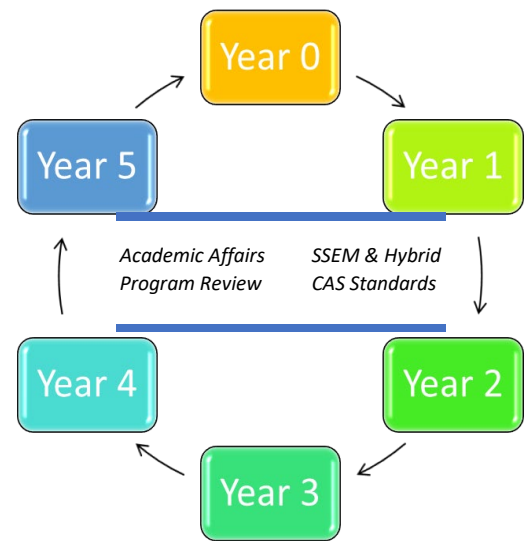 Year 0
Year 5
Year 1
Academic Affairs
Program Review
SSEM & Hybrid
CAS Standards
Year 4
Year 2
Year 3